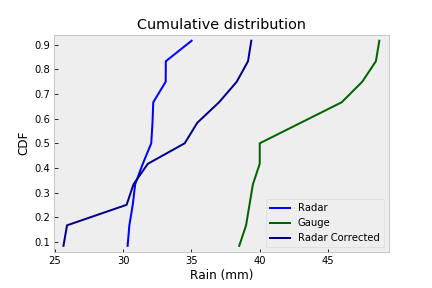 Cumulative distribution
0.9
0.8
0.7
0.6
0.5
0.4
0.3
0.2
0.1
CDF
Radar
Gauge
Radar Corrected
25 30 35 40 45
Rain (mm)